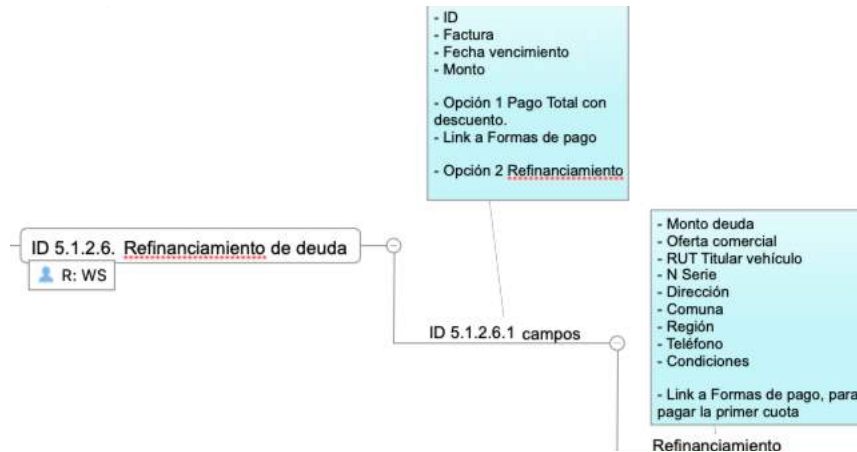 - ID
- Factura
- Fecha vencimiento
- Monto
- Opción 1 Pago Total con
descuento.
- Link a Formas de pago
- Opción 2 Refinanciamiento
ID 5.1.2.6. Refinanciamiento de deuda
R: WS
ID 5.1.2.6.1 campos
- Monto deuda
- Oferta comercial
- RUT Titular vehículo
- N Serie
- Dirección
- Comuna
- Región
- Teléfono
- Condiciones
- Link a Formas de pago, para
pagar la primer cuota
Refinanciamiento